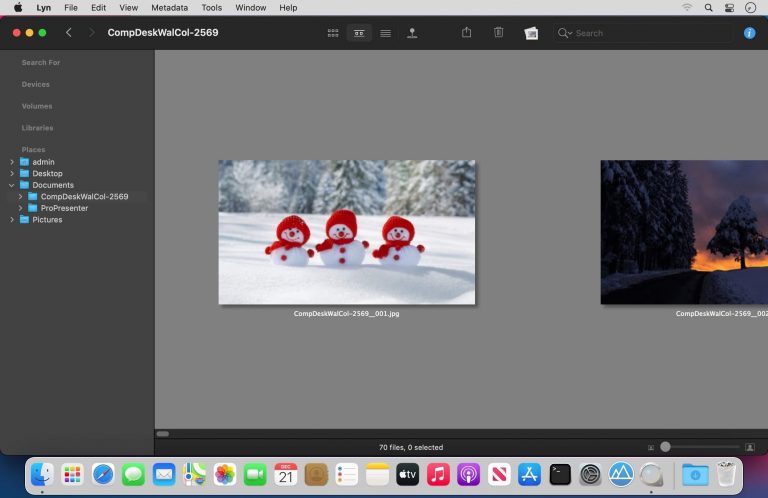 Lyn File Edit View Metadata Tools Window Help
CompDeskWalCol-2569
Search
Search For
Devices
Volumes
Libraries
Places
admin
Desktop
Documents
CompDeskWalCol-2569
ProPresenter
Pictures
CompDeskWalCol-2569__001.jpg
CompDeskWalCol-2569__002
70 files, 0 selected
DEC
21
tv